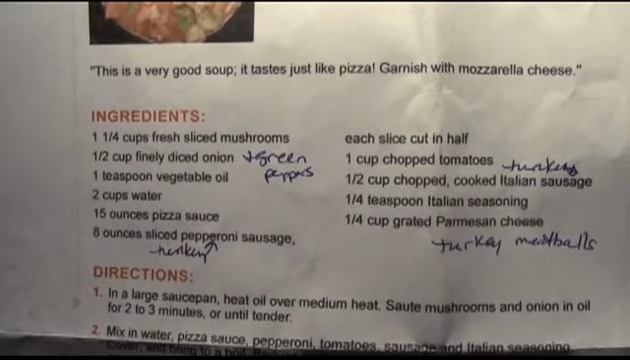 "This is a very good soup; it tastes just like pizza! Garnish with mozzarella cheese."
INGREDIENTS:
1 1/4 cups fresh sliced mushrooms
1/2 cup finely diced onion + green peppers
1 teaspoon vegetable oil
2 cups water
15 ounces pizza sauce
8 ounces sliced pepperoni sausage,
turkey
each slice cut in half
1 cup chopped tomatoes
turkey
1/2 cup chopped, cooked Italian sausage
1/4 teaspoon Italian seasoning
1/4 cup grated Parmesan cheese
turkey meatballs
DIRECTIONS:
1. In a large saucepan, heat oil over medium heat. Saute mushrooms and onion in oil
for 2 to 3 minutes, or until tender.
2. Mix in water, pizza sauce, pepperoni, tomatoes, sausage and Italian seasoning.